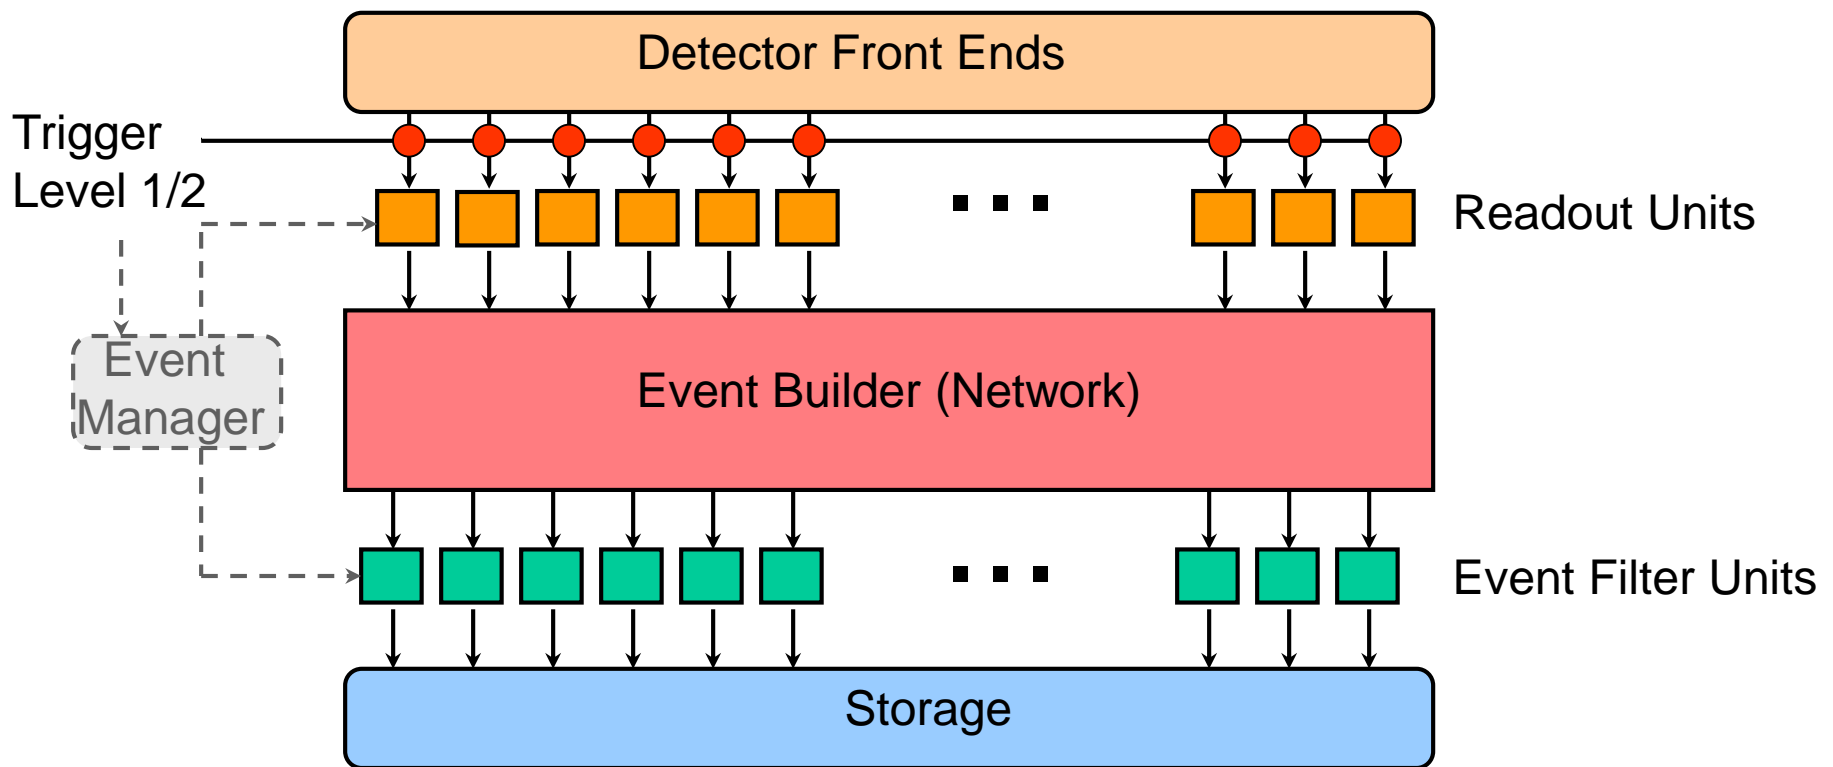 Detector Front Ends
Trigger
Level 1/2
Readout Units
Event
Manager
Event Builder (Network)
Event Filter Units
Storage